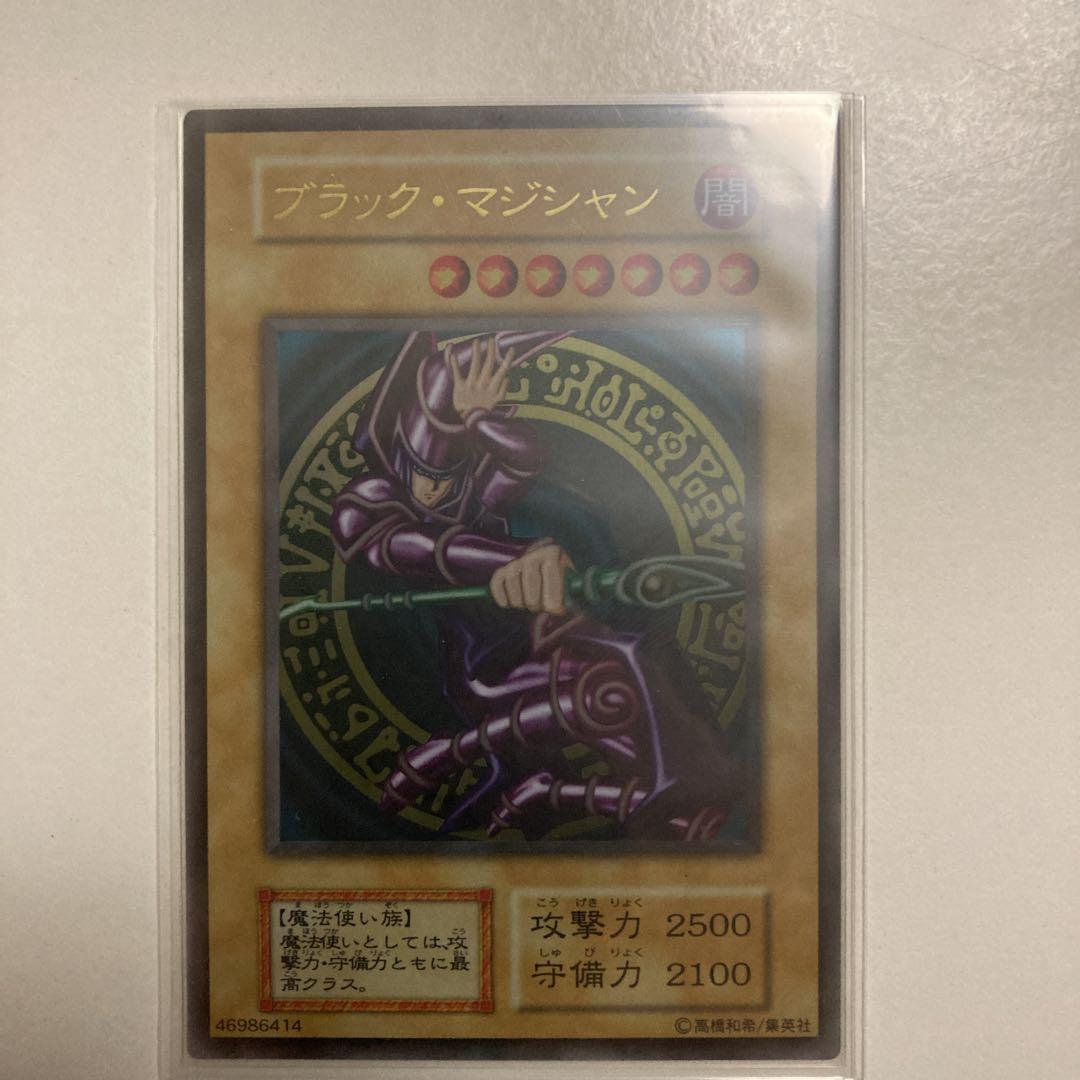 ブラック・マジシャン
闇
【魔法使い族】
魔法使いとしては、攻
撃力・守備力ともに最
高クラス。
攻撃力 2500
守備力 2100
46986414
©高橋和希/集英社